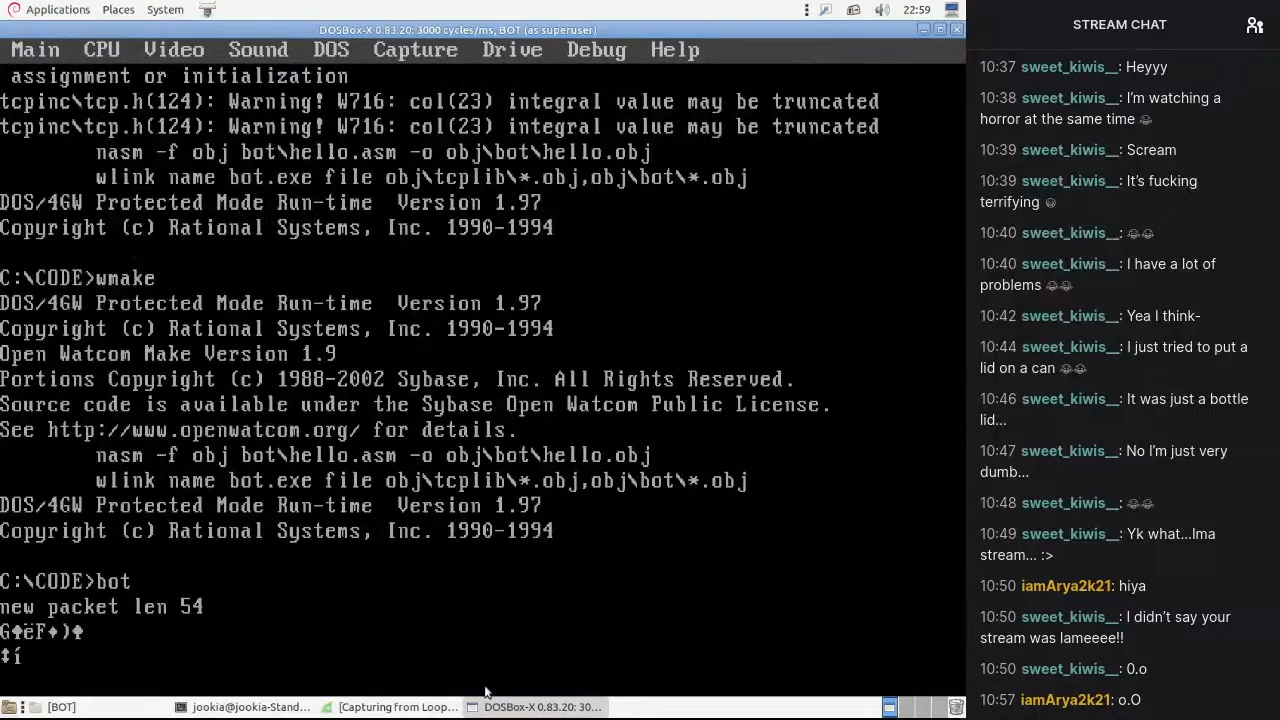 Applications Places System
22:59
DOSBox-X 0.83.20: 3000 cycles/ms, BOT (as superuser)
Main CPU Video Sound DOS Capture Drive Debug Help
assignment or initialization
tcpinc\tcp.h(124): Warning! W716: col(23) integral value may be truncated
tcpinc\tcp.h(124): Warning! W716: col(23) integral value may be truncated
nasm -f obj bot\hello.asm -o obj\bot\hello.obj
wlink name bot.exe file obj\tcplib\*.obj,obj\bot\*.obj
DOS/4GW Protected Mode Run-time  Version 1.97
Copyright (c) Rational Systems, Inc. 1990-1994
C:\CODE>wmake
DOS/4GW Protected Mode Run-time  Version 1.97
Copyright (c) Rational Systems, Inc. 1990-1994
Open Watcom Make Version 1.9
Portions Copyright (c) 1988-2002 Sybase, Inc. All Rights Reserved.
Source code is available under the Sybase Open Watcom Public License.
See http://www.openwatcom.org/ for details.
nasm -f obj bot\hello.asm -o obj\bot\hello.obj
wlink name bot.exe file obj\tcplib\*.obj,obj\bot\*.obj
DOS/4GW Protected Mode Run-time  Version 1.97
Copyright (c) Rational Systems, Inc. 1990-1994
C:\CODE>bot
new packet len 54
G♠ëF♦)♠
↕í
[BOT]
jookia@jookia-Stand...
[Capturing from Loop...
DOSBox-X 0.83.20: 30...
STREAM CHAT
10:37 sweet_kiwis__: Heyyy
10:38 sweet_kiwis__: I'm watching a
horror at the same time 😂
10:39 sweet_kiwis__: Scream
10:39 sweet_kiwis__: It's fucking
terrifying
10:40 sweet_kiwis__: 😂😂
10:40 sweet_kiwis__: I have a lot of
problems 😂😂
10:42 sweet_kiwis__: Yea I think-
10:44 sweet_kiwis__: I just tried to put a
lid on a can 😂😂
10:46 sweet_kiwis__: It was just a bottle
lid...
10:47 sweet_kiwis__: No I'm just very
dumb...
10:48 sweet_kiwis__: 😂😂
10:49 sweet_kiwis__: Yk what...Ima
stream... :>
10:50 iamArya2k21: hiya
10:50 sweet_kiwis__: I didn't say your
stream was lameeee!!
10:50 sweet_kiwis__: 0.o
10:57 iamArya2k21: o.O